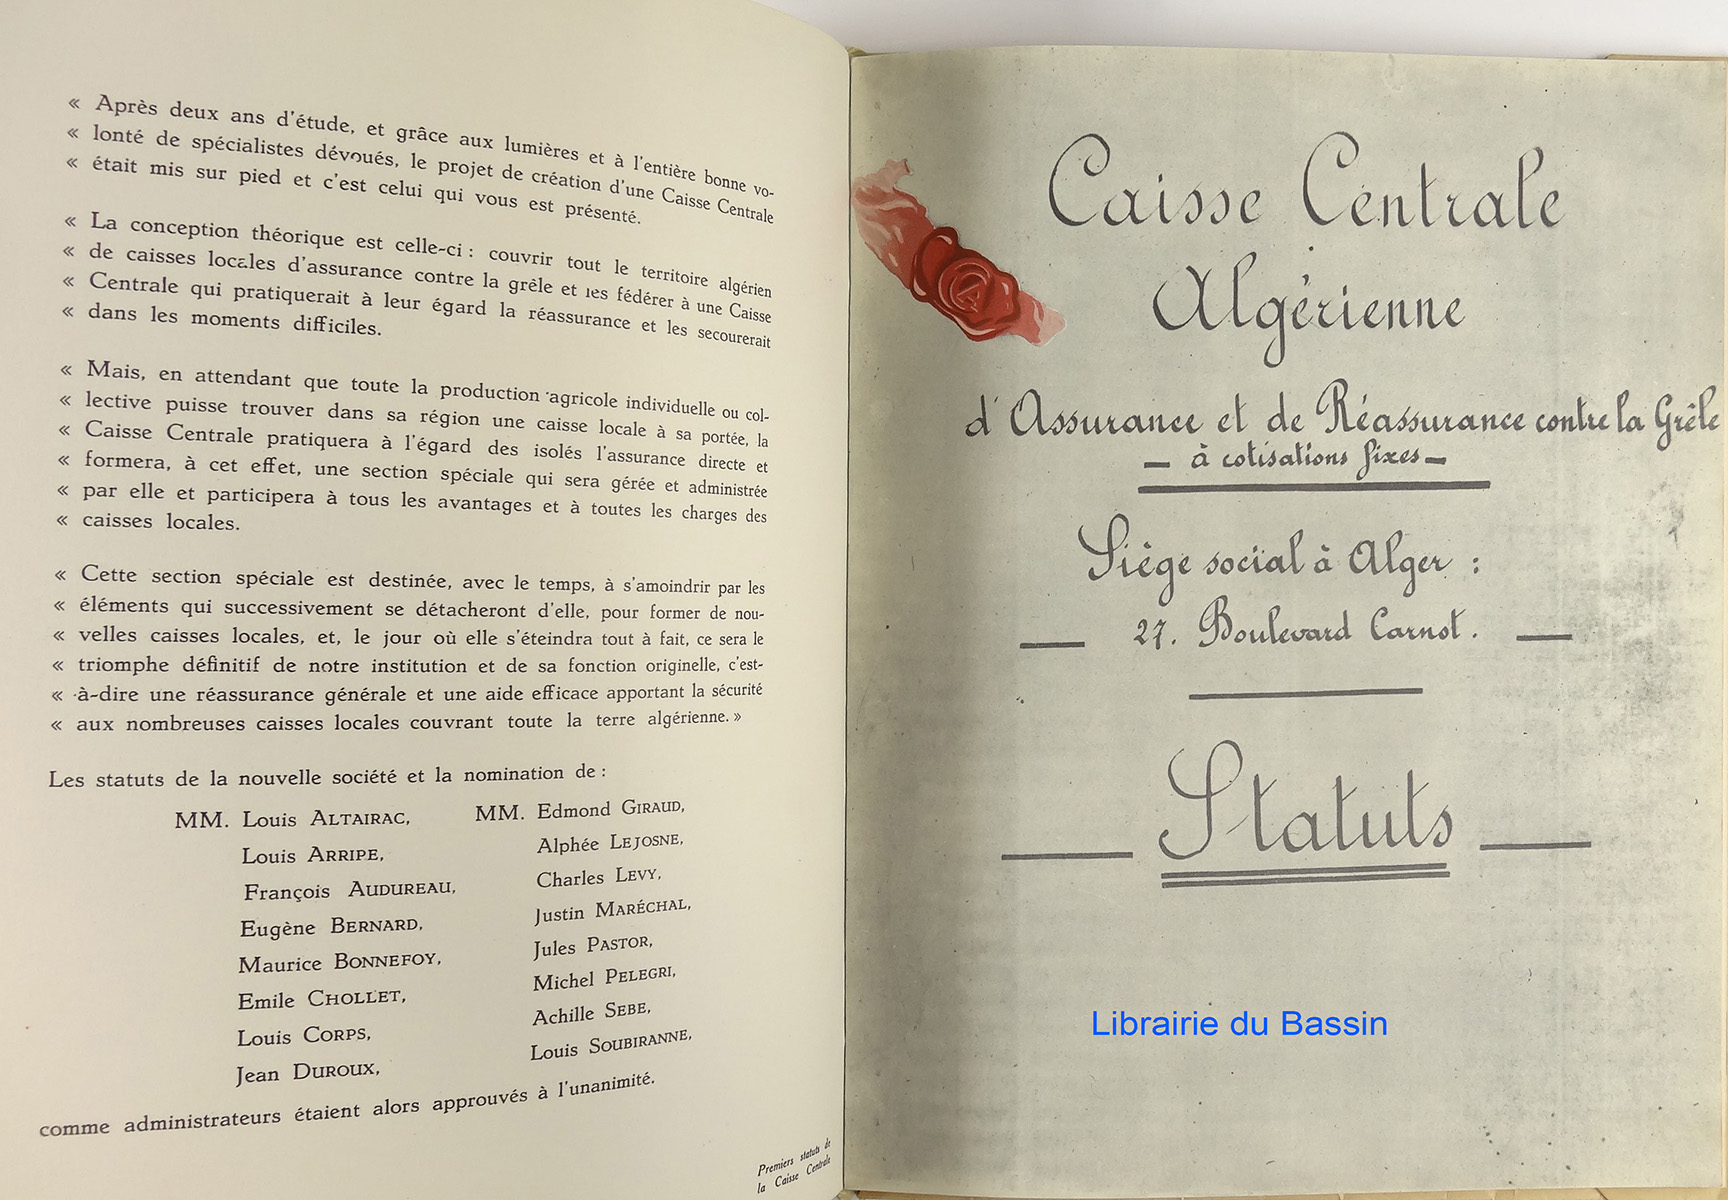 « Après deux ans d'étude, et grâce aux lumières et à l'entière bonne vo-
« lonté de spécialistes dévoués, le projet de création d'une Caisse Centrale
« était mis sur pied et c'est celui qui vous est présenté.
« La conception théorique est celle-ci : couvrir tout le territoire algérien
« de caisses locales d'assurance contre la grêle et les fédérer à une Caisse
« Centrale qui pratiquerait à leur égard la réassurance et les secourerait
« dans les moments difficiles.
« Mais, en attendant que toute la production agricole individuelle ou col-
« lective puisse trouver dans sa région une caisse locale à sa portée, la
« Caisse Centrale pratiquera à l'égard des isolés l'assurance directe et
« formera, à cet effet, une section spéciale qui sera gérée et administrée
« par elle et participera à tous les avantages et à toutes les charges des
« caisses locales.
« Cette section spéciale est destinée, avec le temps, à s'amoindrir par les
« éléments qui successivement se détacheront d'elle, pour former de nou-
« velles caisses locales, et, le jour où elle s'éteindra tout à fait, ce sera le
« triomphe définitif de notre institution et de sa fonction originelle, c'est-
« à-dire une réassurance générale et une aide efficace apportant la sécurité
« aux nombreuses caisses locales couvrant toute la terre algérienne. »
Les statuts de la nouvelle société et la nomination de :
MM. Louis ALTAIRAC,
Louis ARRIPE,
François AUDUREAU,
Eugène BERNARD,
Maurice BONNEFOY,
Emile CHOLLET,
Louis CORPS,
Jean DUROUX,
MM. Edmond GIRAUD,
Alphée LEJOSNE,
Charles LEVY,
Justin MARÉCHAL,
Jules PASTOR,
Michel PELEGRI,
Achille SEBE,
Louis SOUBIRANNE,
comme administrateurs étaient alors approuvés à l'unanimité.
Premiers statuts de
la Caisse Centrale
Caisse Centrale
Algérienne
d'Assurance et de Réassurance contre la Grêle
— à cotisations fixes —
Siège social à Alger :
— 27. Boulevard Carnot. —
— Statuts —
Librairie du Bassin